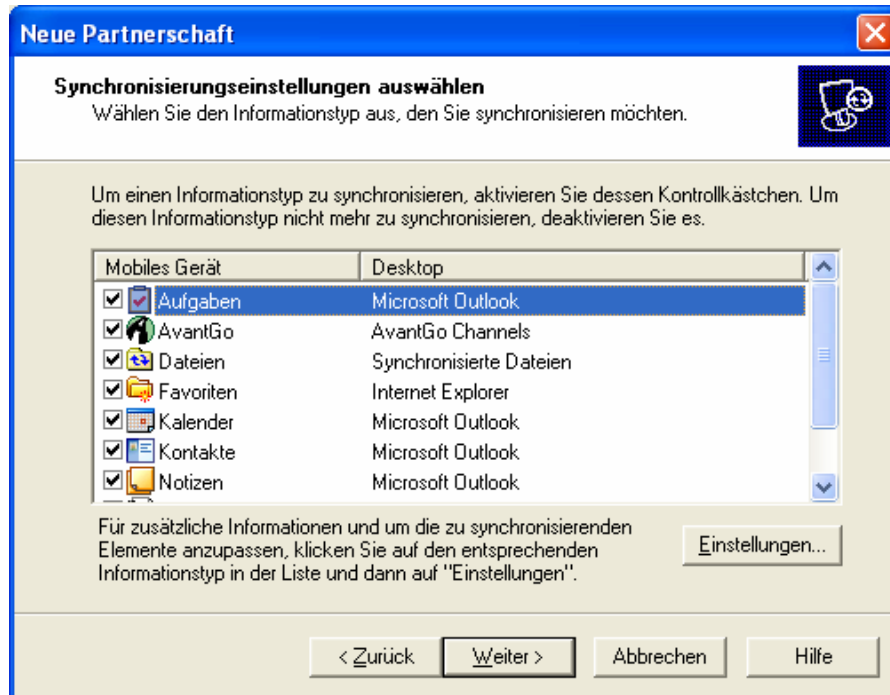 Neue Partnerschaft
Synchronisierungseinstellungen auswählen
Wählen Sie den Informationstyp aus, den Sie synchronisieren möchten.
Um einen Informationstyp zu synchronisieren, aktivieren Sie dessen Kontrollkästchen. Um
diesen Informationstyp nicht mehr zu synchronisieren, deaktivieren Sie es.
Mobiles Gerät Desktop
Aufgaben Microsoft Outlook
AvantGo AvantGo Channels
Dateien Synchronisierte Dateien
Favoriten Internet Explorer
Kalender Microsoft Outlook
Kontakte Microsoft Outlook
Notizen Microsoft Outlook
Für zusätzliche Informationen und um die zu synchronisierenden
Elemente anzupassen, klicken Sie auf den entsprechenden
Informationstyp in der Liste und dann auf "Einstellungen".
Einstellungen...
< Zurück Weiter > Abbrechen Hilfe